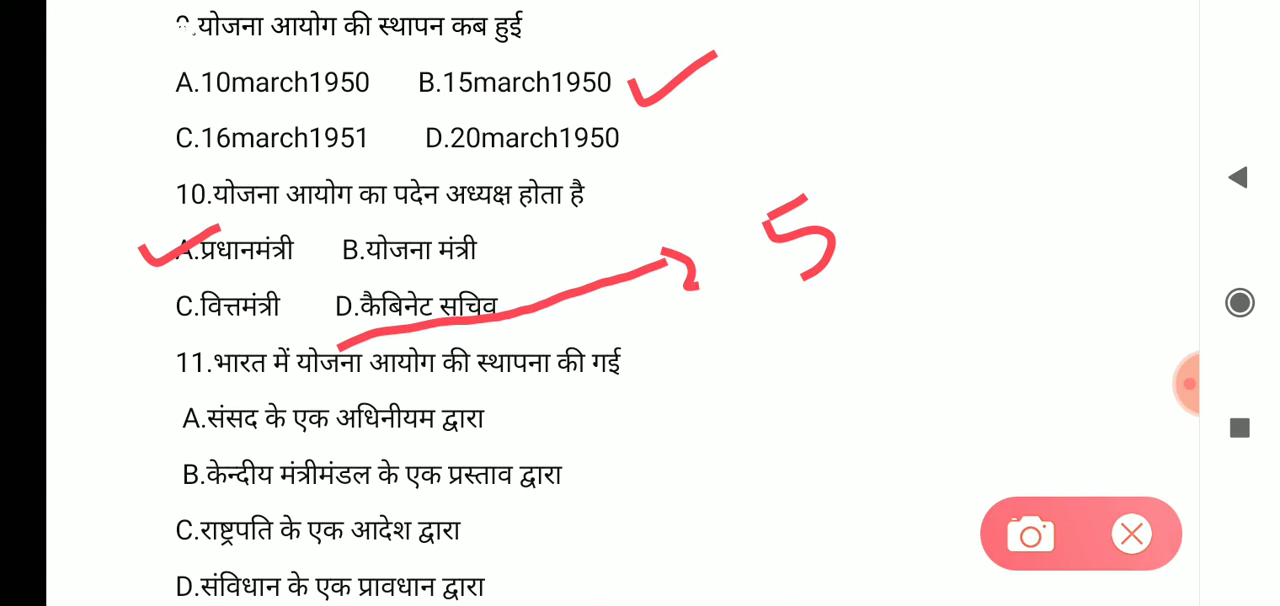 9.योजना आयोग की स्थापन कब हुई
A.10march1950 B.15march1950
C.16march1951 D.20march1950
10.योजना आयोग का पदेन अध्यक्ष होता है
A.प्रधानमंत्री B.योजना मंत्री
5
C.वित्तमंत्री D.कैबिनेट सचिव
11.भारत में योजना आयोग की स्थापना की गई
A.संसद के एक अधिनीयम द्वारा
B.केन्दीय मंत्रीमंडल के एक प्रस्ताव द्वारा
C.राष्ट्रपति के एक आदेश द्वारा
D.संविधान के एक प्रावधान द्वारा